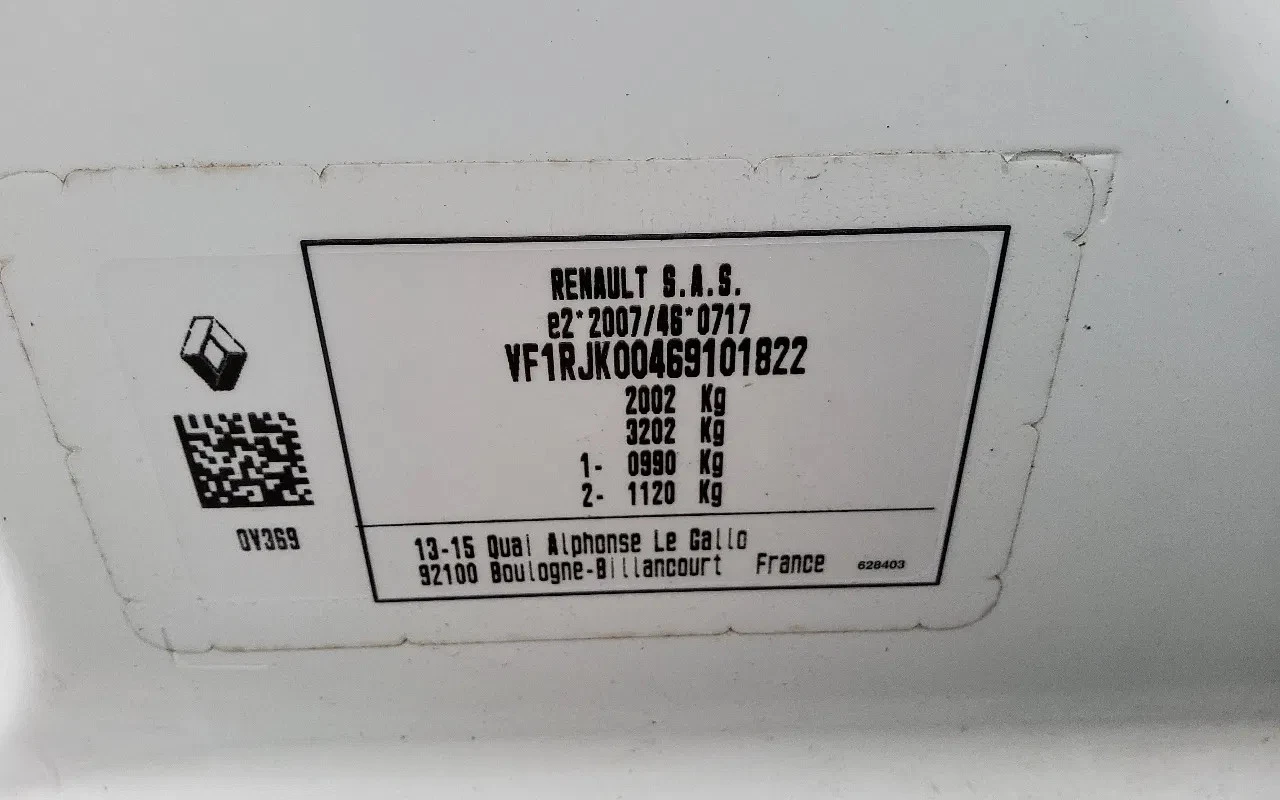 RENAULT S.A.S.
e2*2007/46*0717
VF1RJK00469101822
2002 Kg
3202 Kg
1- 0990 Kg
2- 1120 Kg
0V369
13-15 Quai Alphonse Le Gallo
92100 Boulogne-Billancourt France 628403